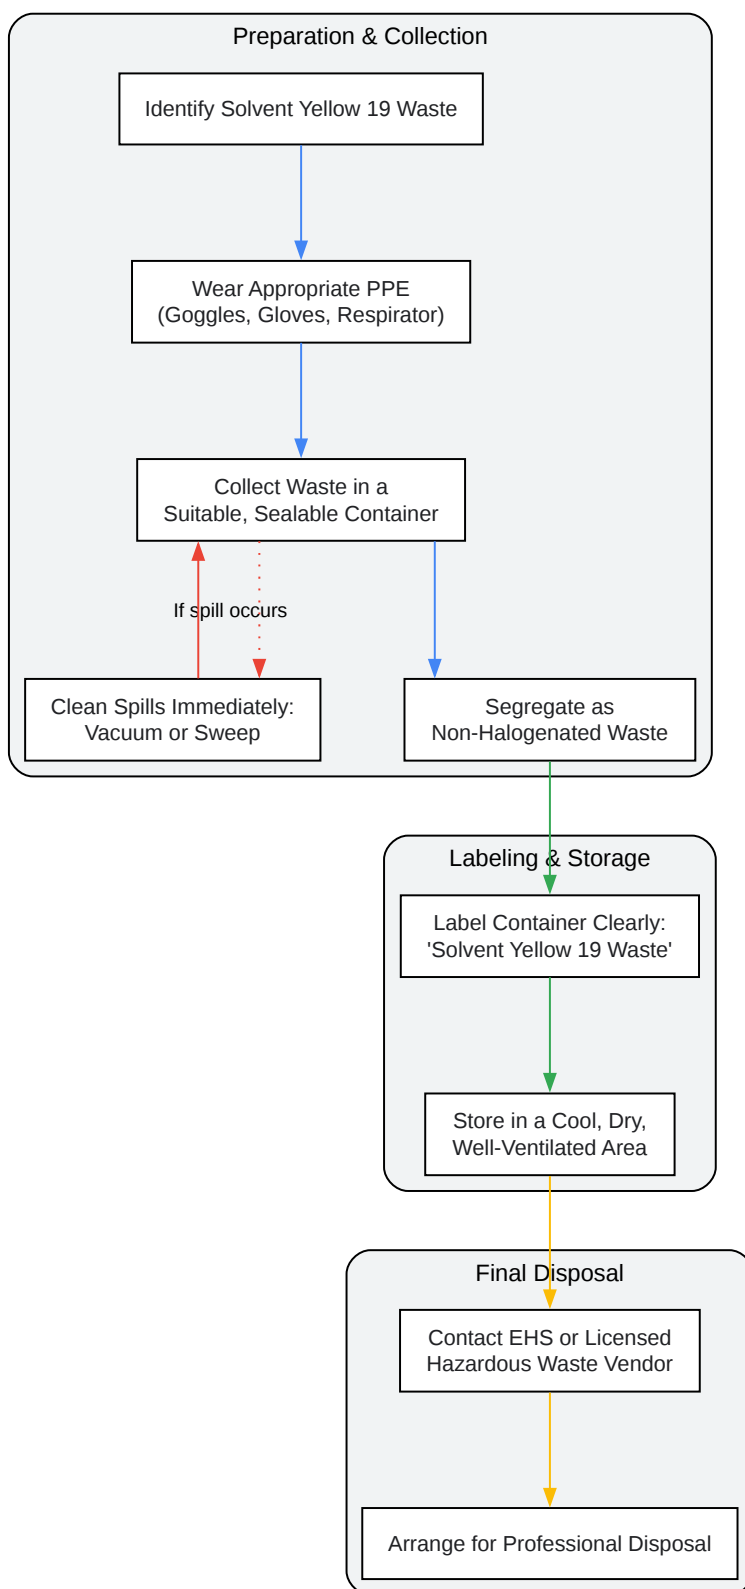 Preparation & Collection
Identify Solvent Yellow 19 Waste
Wear Appropriate PPE
(Goggles, Gloves, Respirator)
Collect Waste in a
Suitable, Sealable Container
If spill occurs
Clean Spills Immediately:
Vacuum or Sweep
Segregate as
Non-Halogenated Waste
Labeling & Storage
Label Container Clearly:
'Solvent Yellow 19 Waste'
Store in a Cool, Dry,
Well-Ventilated Area
Final Disposal
Contact EHS or Licensed
Hazardous Waste Vendor
Arrange for Professional Disposal